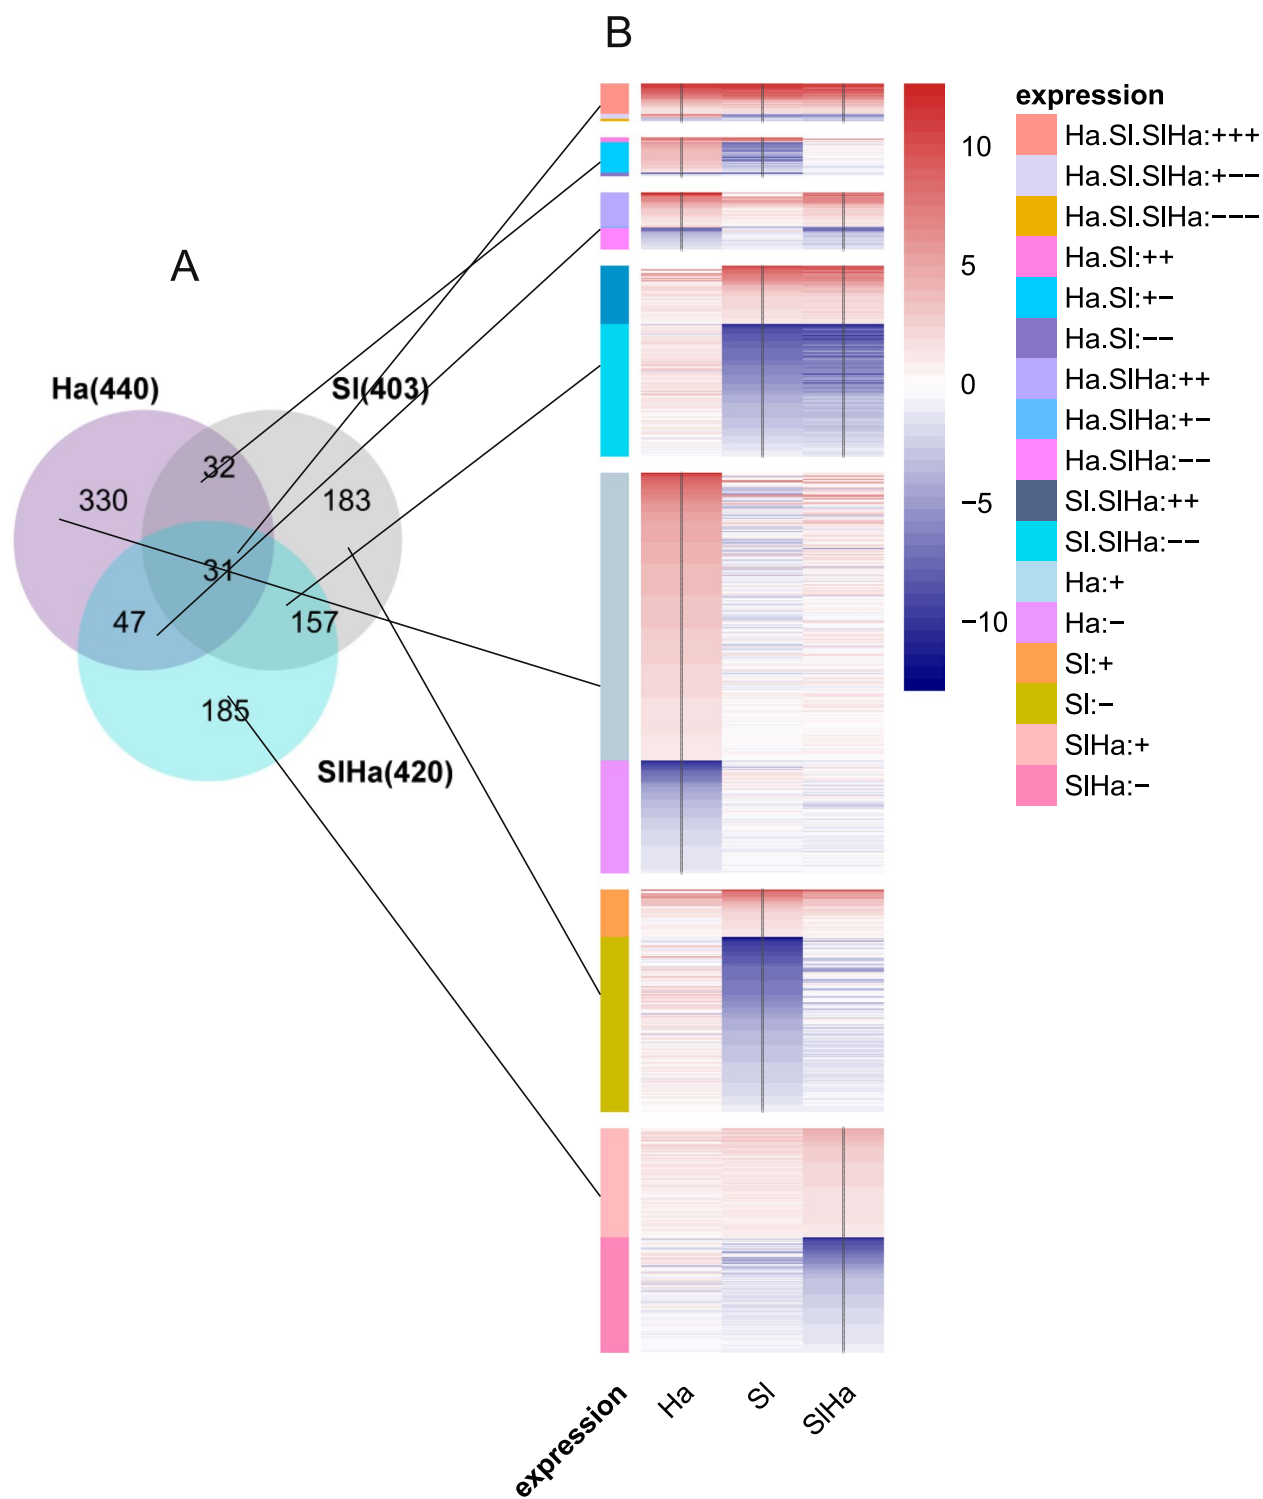 B
A
Ha(440)
Sl(403)
32
330
183
31
47
157
185
SlHa(420)
10
5
0
−5
−10
expression
Ha.Sl.SlHa:+++
Ha.Sl.SlHa:+−−
Ha.Sl.SlHa:−−−
Ha.Sl:++
Ha.Sl:+−
Ha.Sl:−−
Ha.SlHa:++
Ha.SlHa:+−
Ha.SlHa:−−
Sl.SlHa:++
Sl.SlHa:−−
Ha:+
Ha:−
Sl:+
Sl:−
SlHa:+
SlHa:−
expression
Ha
Sl
SlHa